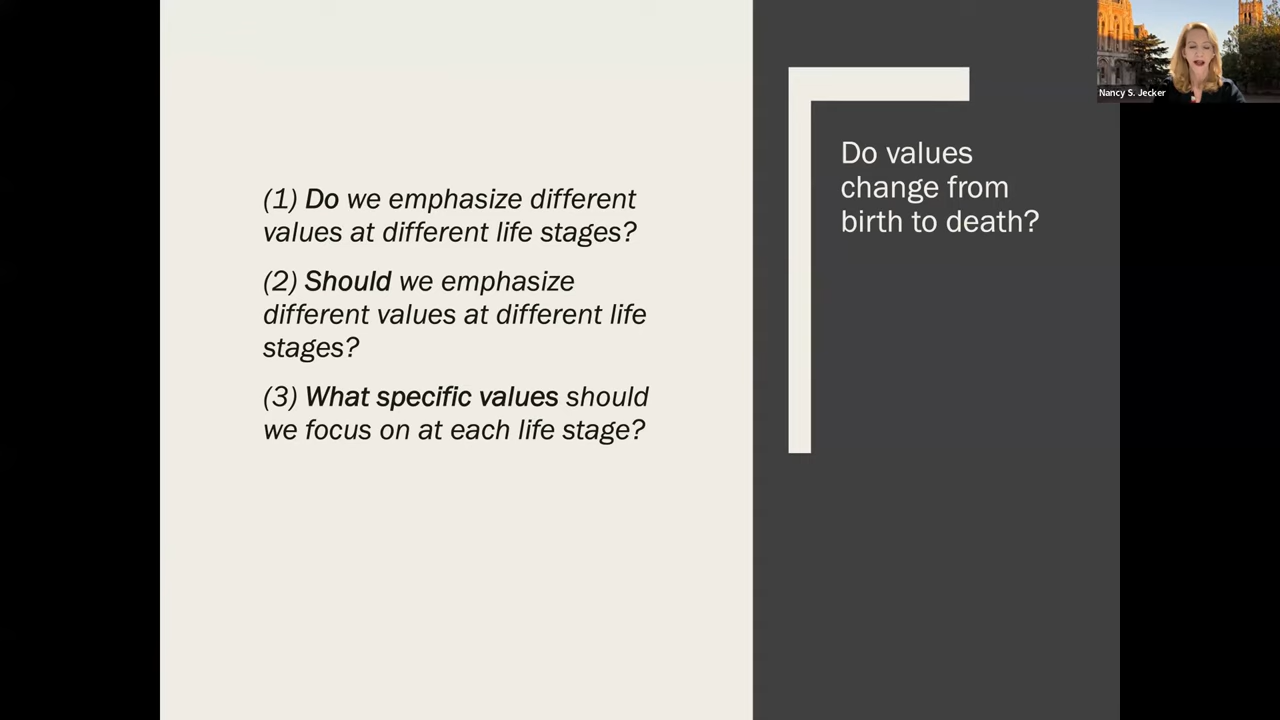 (1) Do we emphasize different
values at different life stages?
(2) Should we emphasize
different values at different life
stages?
(3) What specific values should
we focus on at each life stage?
Do values
change from
birth to death?
Nancy S. Jecker